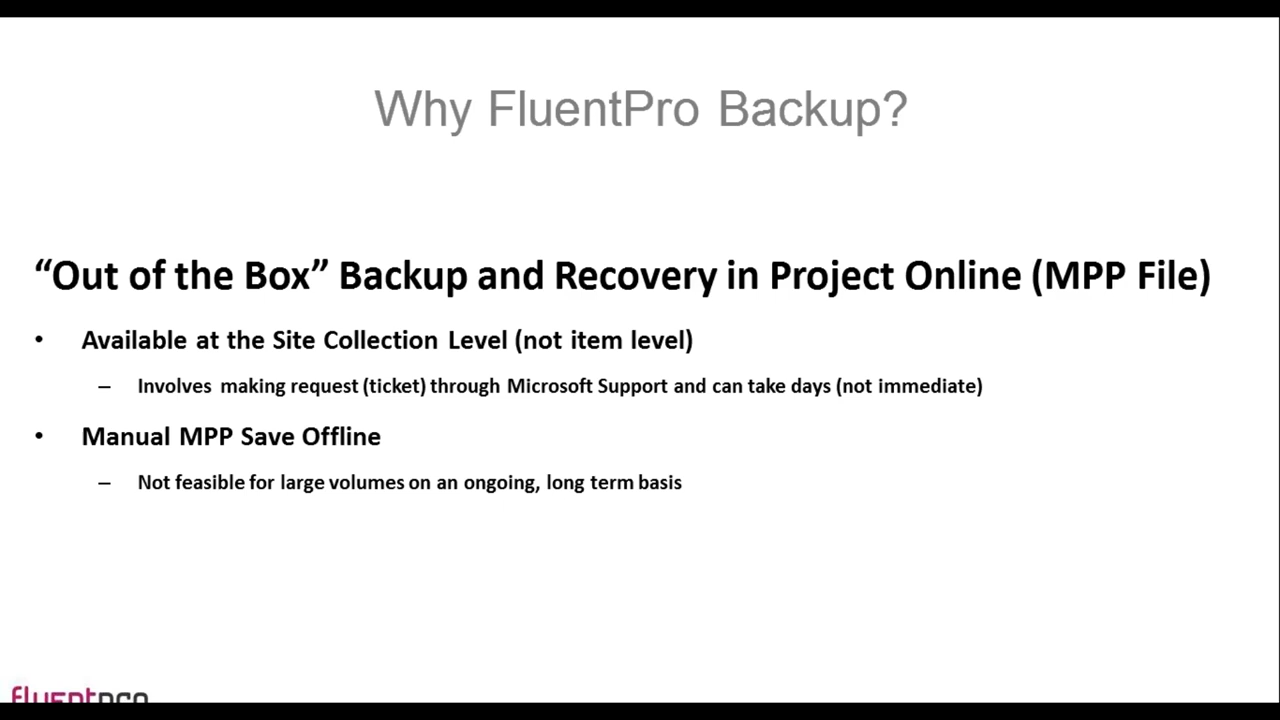 Why FluentPro Backup?
“Out of the Box” Backup and Recovery in Project Online (MPP File)
• Available at the Site Collection Level (not item level)
– Involves making request (ticket) through Microsoft Support and can take days (not immediate)
• Manual MPP Save Offline
– Not feasible for large volumes on an ongoing, long term basis
fluentpro